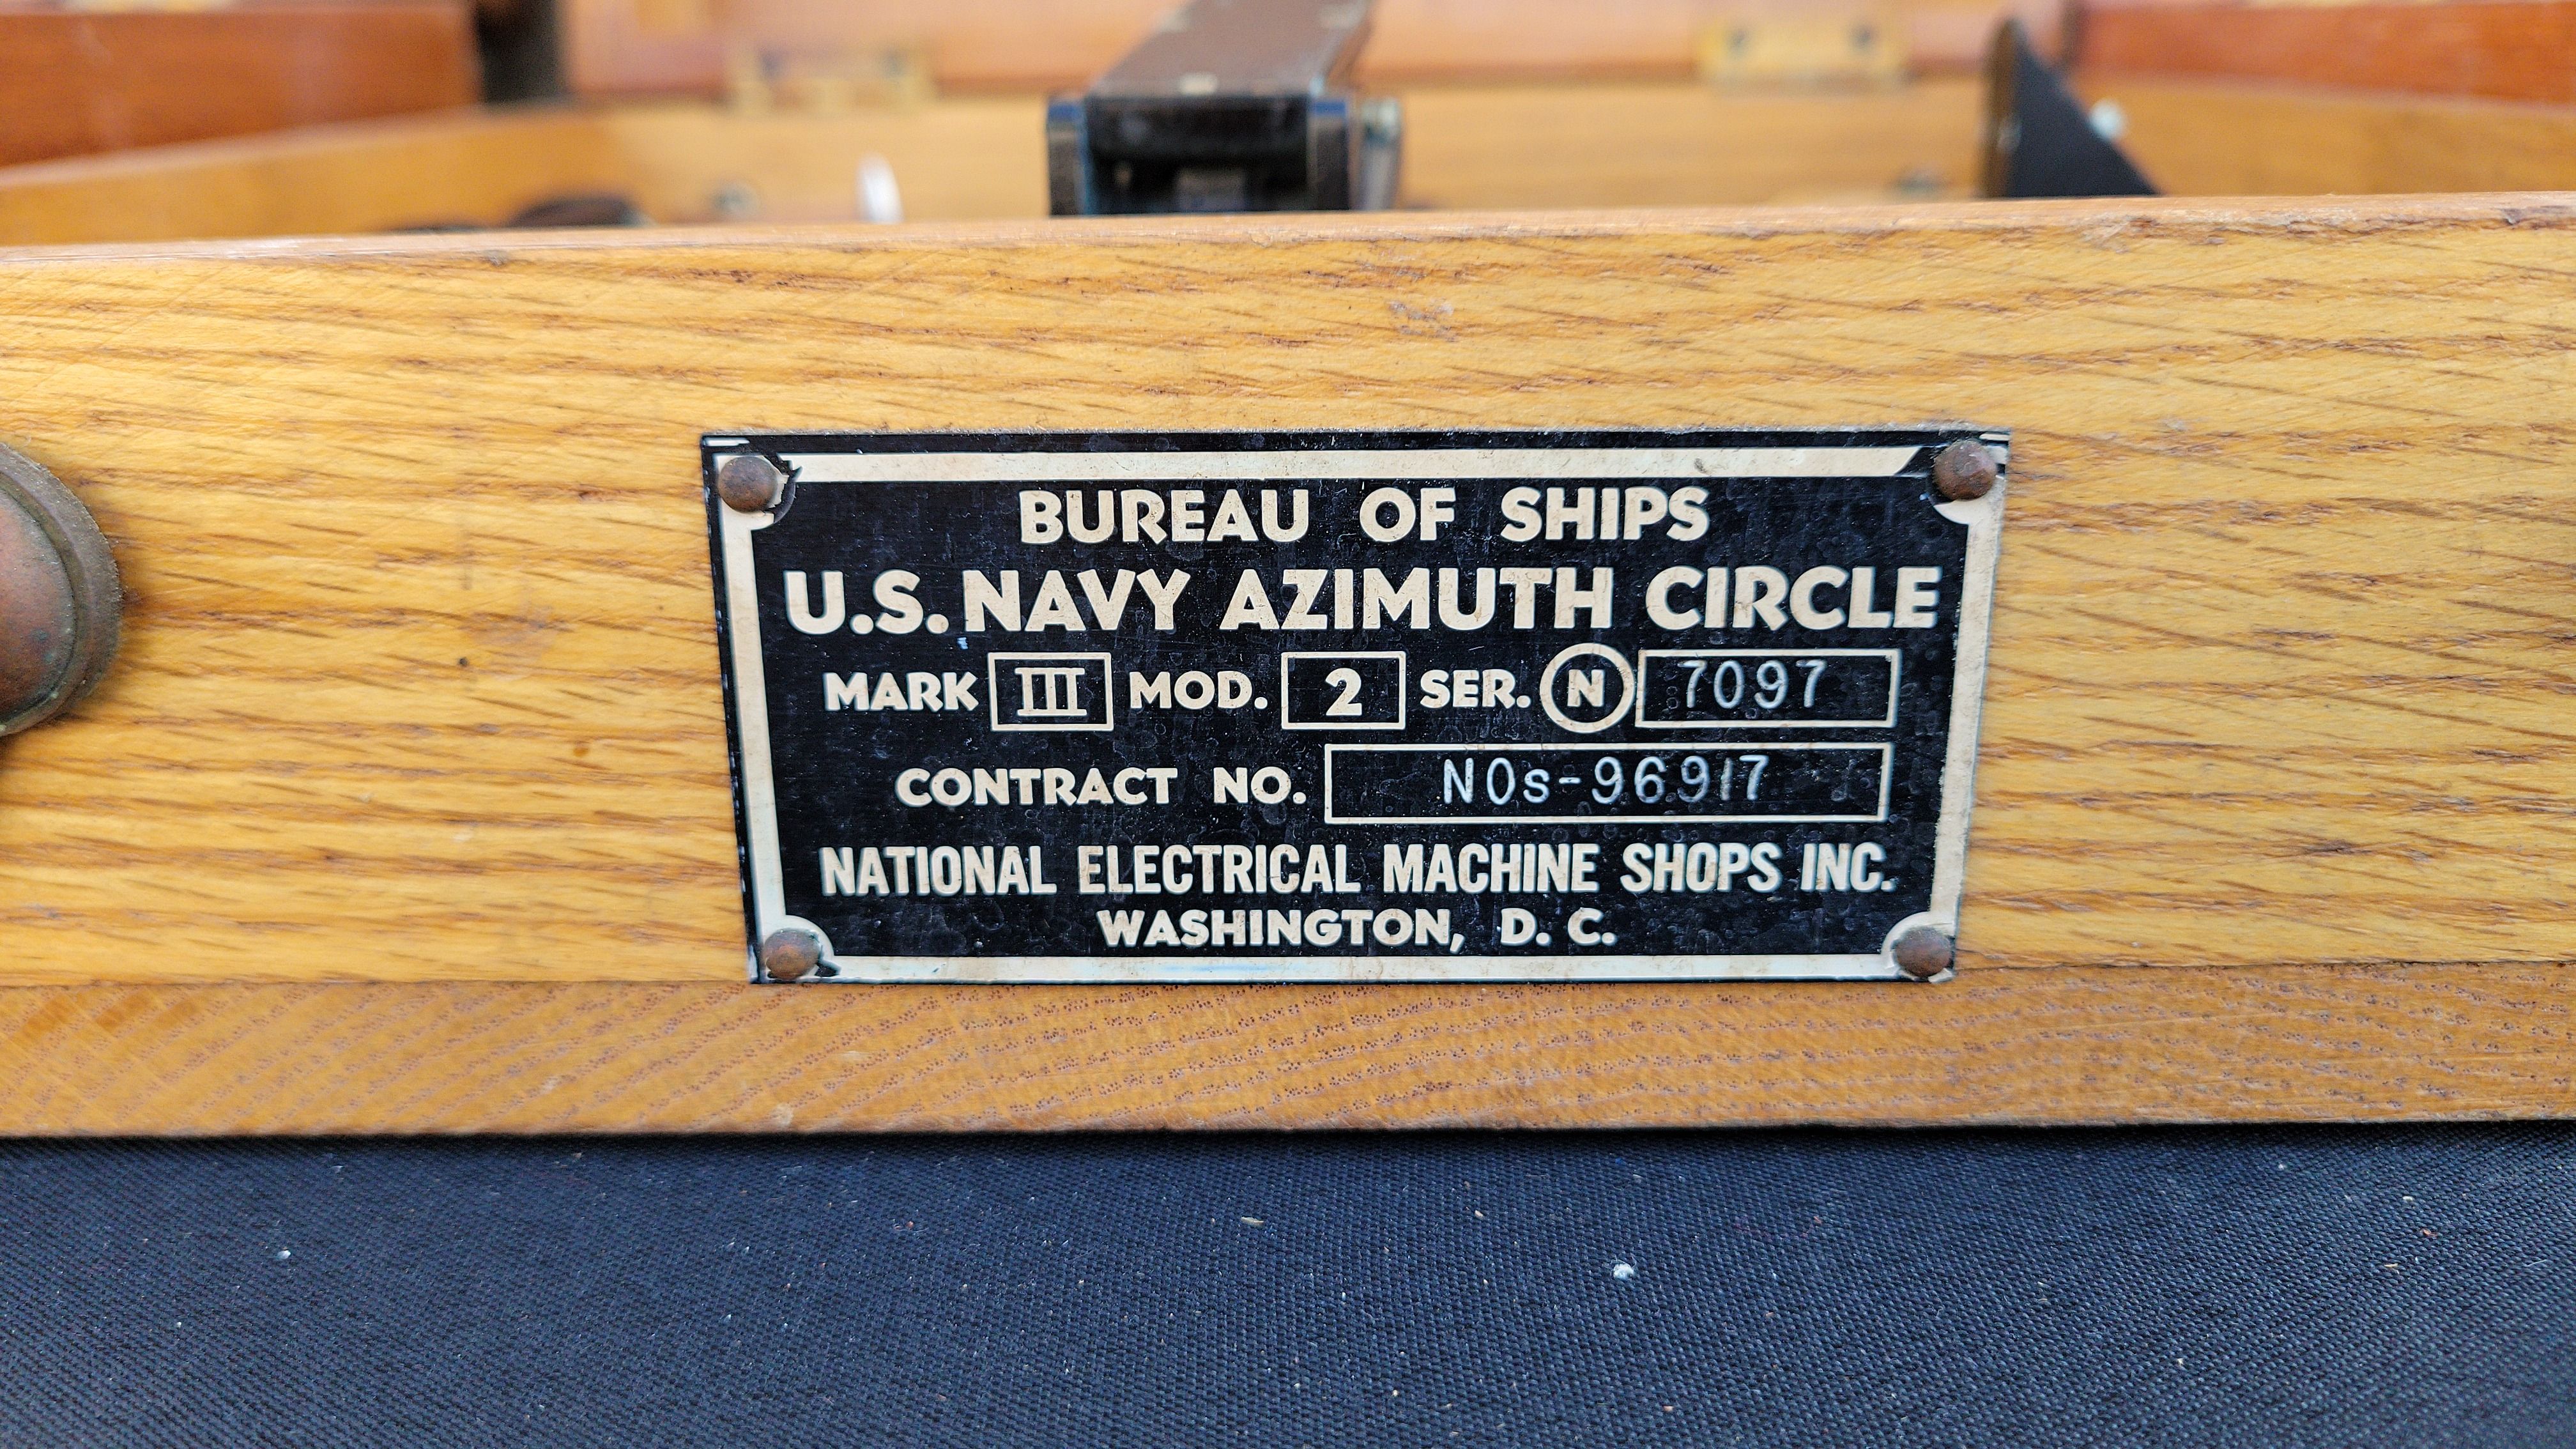 BUREAU OF SHIPS
U.S. NAVY AZIMUTH CIRCLE
MARK III MOD. 2 SER. N 7097
CONTRACT NO. NOs-96917
NATIONAL ELECTRICAL MACHINE SHOPS INC.
WASHINGTON, D. C.